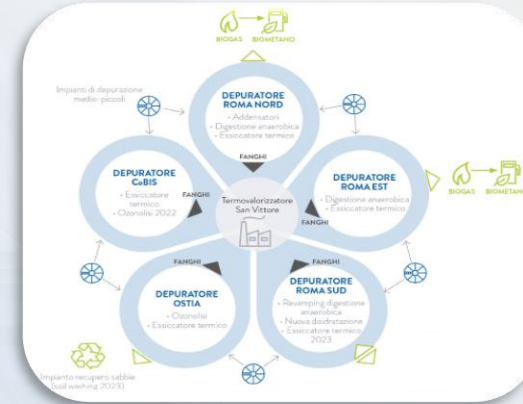 BIOGAS BIOMETANO
Impianti di depurazione
medio-piccoli
DEPURATORE
ROMA NORD
- Addensatori
- Digestione anaerobica
- Essiccatore termico
FANGHI
DEPURATORE
CoBIS
- Essiccatore
termico
- Ozonolisi 2022
FANGHI
Termovalorizzatore
San Vittore
DEPURATORE
ROMA EST
- Digestione anaerobica
- Essiccatore termico
FANGHI
BIOGAS BIOMETANO
FANGHI
DEPURATORE
OSTIA
- Ozonolisi
- Essiccatore termico
FANGHI
DEPURATORE
ROMA SUD
- Revamping digestione
anaerobica
- Nuova disidratazione
- Essiccatore termico
2023
Impianto recupero sabbie
(soil washing 2023)